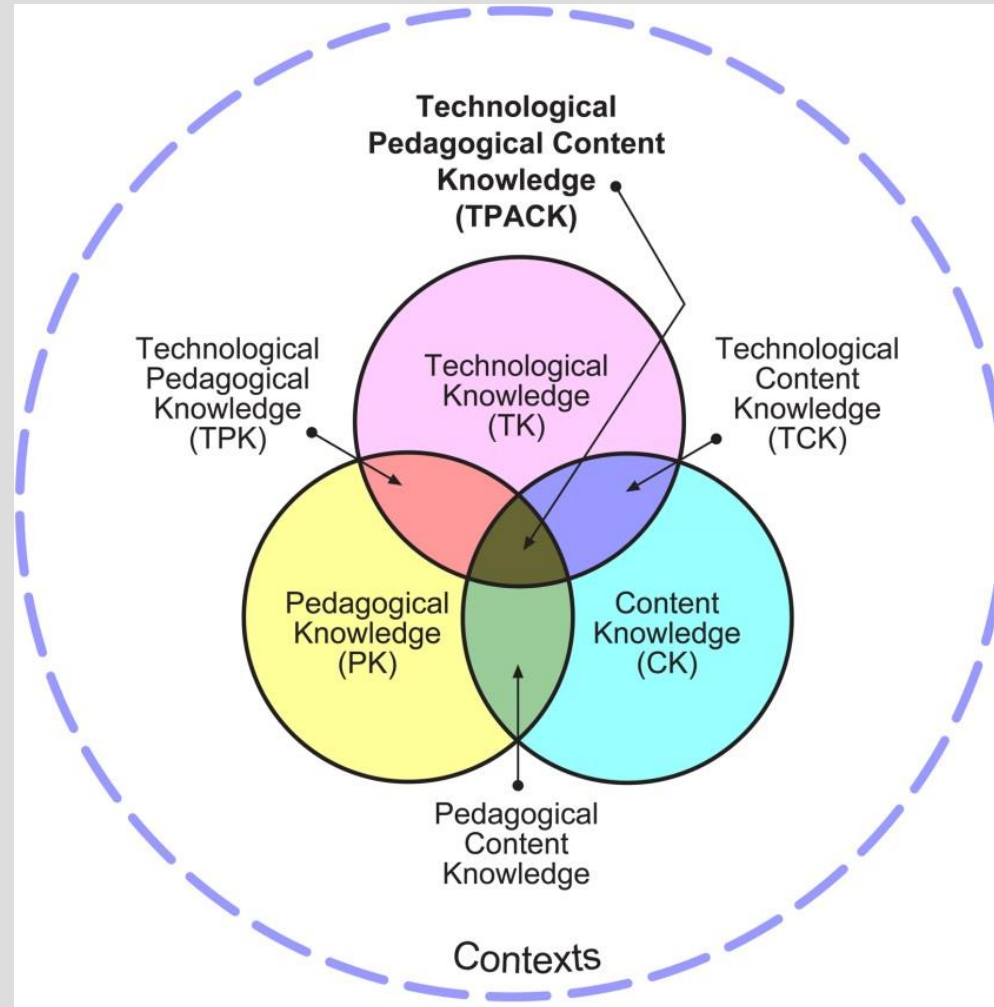 Technological
Pedagogical Content
Knowledge
(TPACK)
Technological
Pedagogical
Knowledge
(TPK)
Technological
Knowledge
(TK)
Technological
Content
Knowledge
(TCK)
Pedagogical
Knowledge
(PK)
Content
Knowledge
(CK)
Pedagogical
Content
Knowledge
Contexts